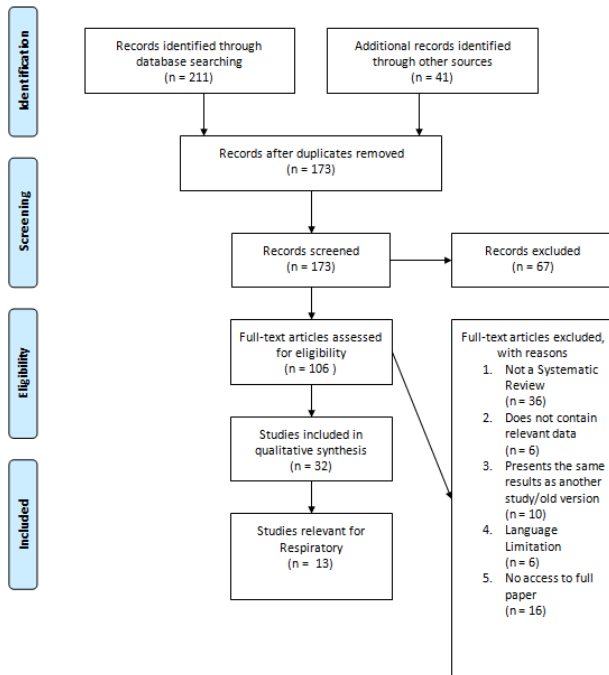 Identification
Records identified through
database searching
(n = 211)
Additional records identified
through other sources
(n = 41)
Records after duplicates removed
(n = 173)
Screening
Records screened
(n = 173)
Records excluded
(n = 67)
Eligibility
Full-text articles assessed
for eligibility
(n = 106 )
Full-text articles excluded,
with reasons
1. Not a Systematic
Review
(n = 36)
2. Does not contain
relevant data
(n = 6)
3. Presents the same
results as another
study/old version
(n = 10)
4. Language
Limitation
(n = 6)
5. No access to full
paper
(n = 16)
Included
Studies included in
qualitative synthesis
(n = 32)
Studies relevant for
Respiratory
(n = 13)